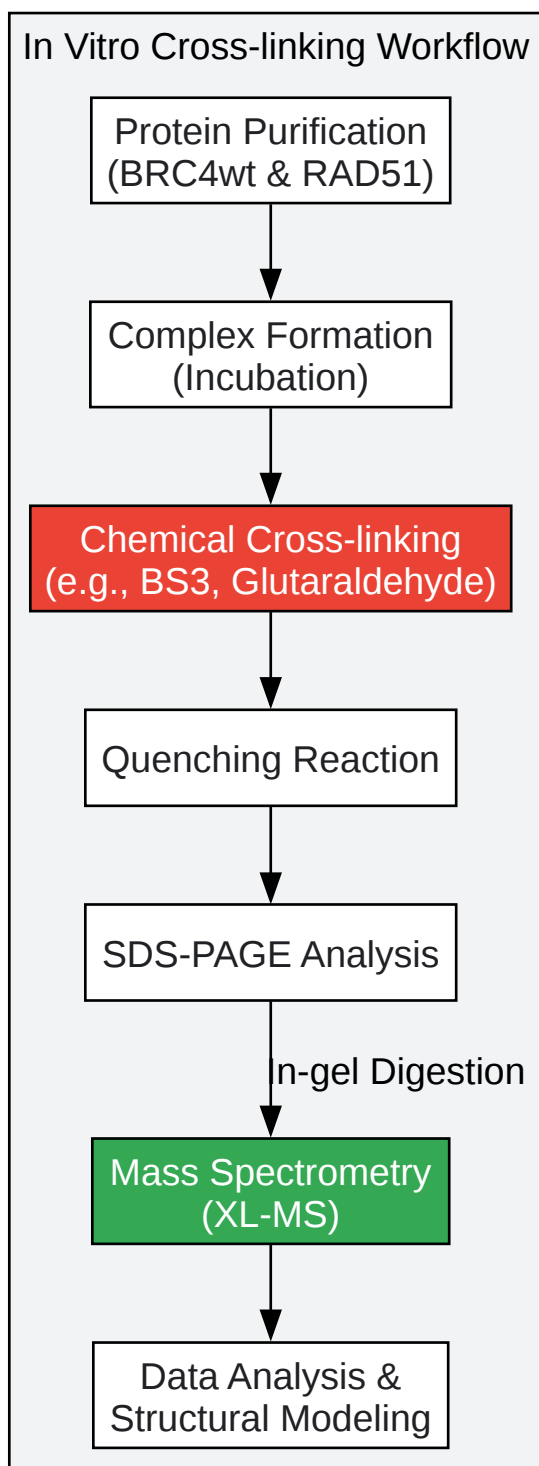 In Vitro Cross-linking Workflow
Protein Purification
(BRC4wt & RAD51)
Complex Formation
(Incubation)
Chemical Cross-linking
(e.g., BS3, Glutaraldehyde)
Quenching Reaction
SDS-PAGE Analysis
In-gel Digestion
Mass Spectrometry
(XL-MS)
Data Analysis &
Structural Modeling